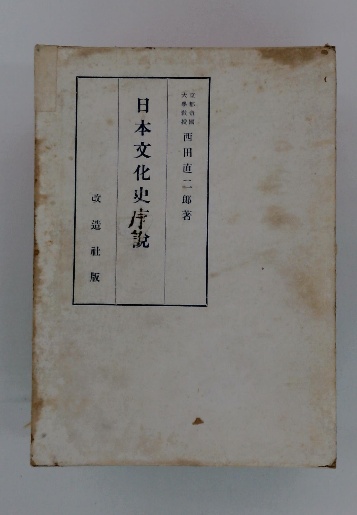 京都帝國
大學教授
西田直二郎著
日本文化史序説
改造社版